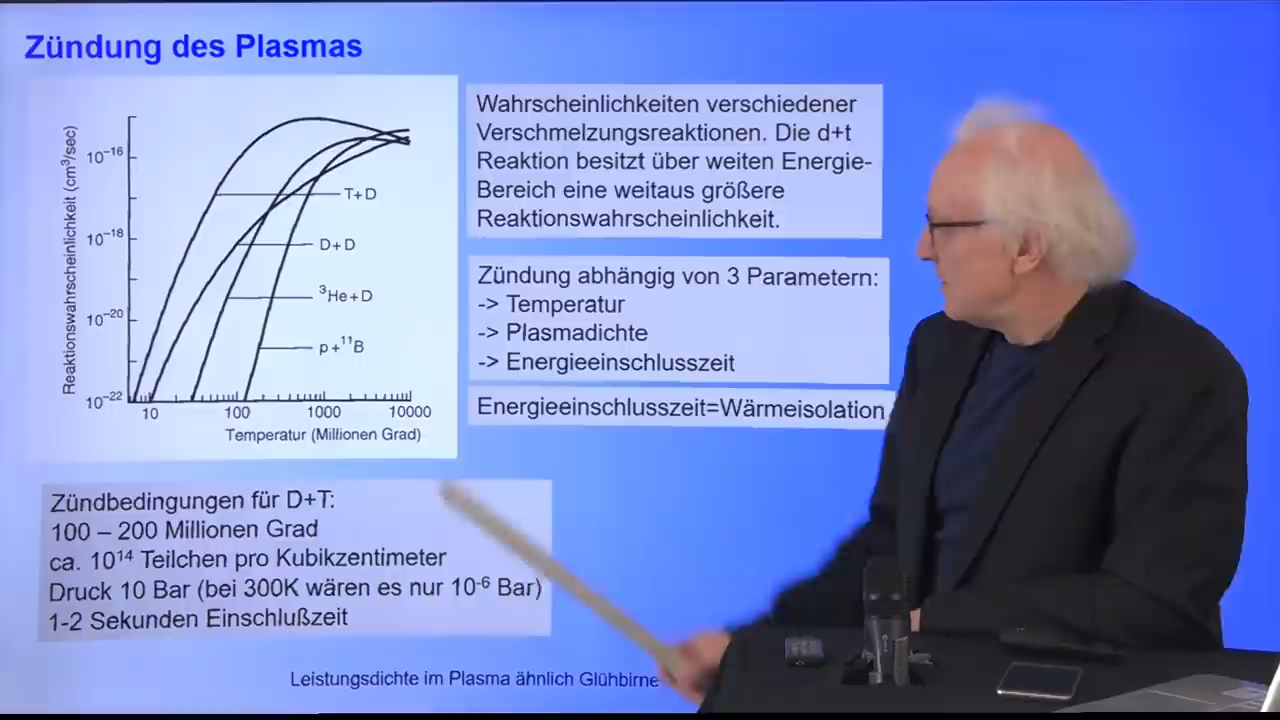 Zündung des Plasmas
Reaktionswahrscheinlichkeit (cm³/sec)
10⁻¹⁶
10⁻¹⁸
10⁻²⁰
10⁻²²
T+D
D+D
³He+D
p+¹¹B
10 100 1000 10000
Temperatur (Millionen Grad)
Wahrscheinlichkeiten verschiedener
Verschmelzungsreaktionen. Die d+t
Reaktion besitzt über weiten Energie-
Bereich eine weitaus größere
Reaktionswahrscheinlichkeit.
Zündung abhängig von 3 Parametern:
-> Temperatur
-> Plasmadichte
-> Energieeinschlusszeit
Energieeinschlusszeit=Wärmeisolation
Zündbedingungen für D+T:
100 – 200 Millionen Grad
ca. 10¹⁴ Teilchen pro Kubikzentimeter
Druck 10 Bar (bei 300K wären es nur 10⁻⁶ Bar)
1-2 Sekunden Einschlußzeit
Leistungsdichte im Plasma ähnlich Glühbirne